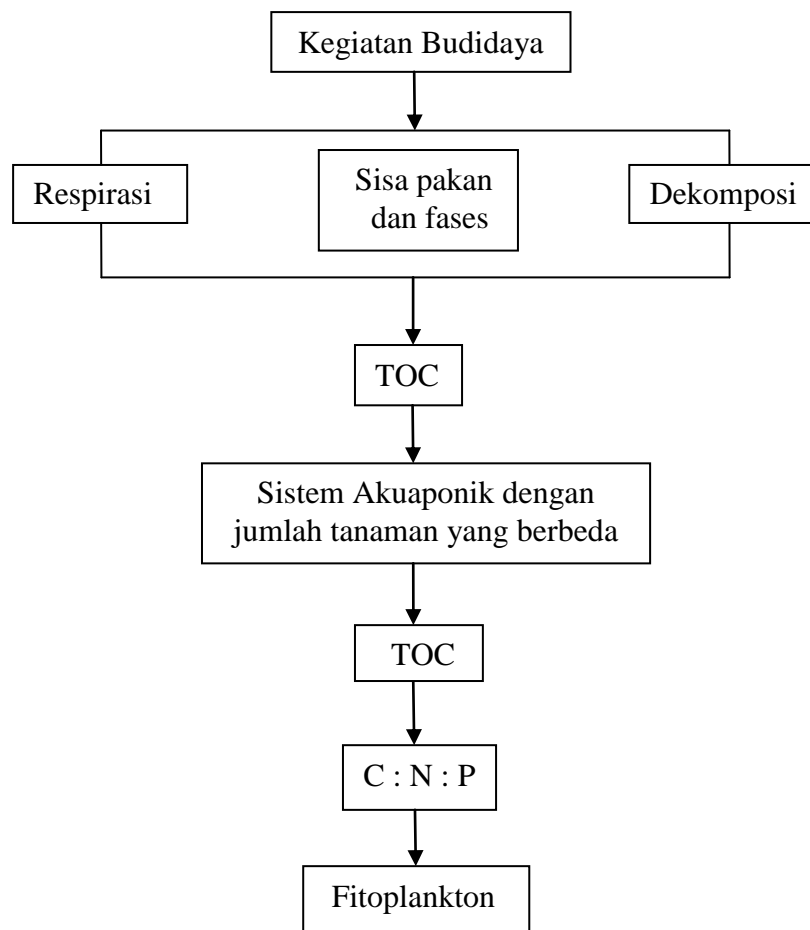 Kegiatan Budidaya
Respirasi
Sisa pakan
dan fases
Dekomposi
TOC
Sistem Akuaponik dengan
jumlah tanaman yang berbeda
TOC
C : N : P
Fitoplankton